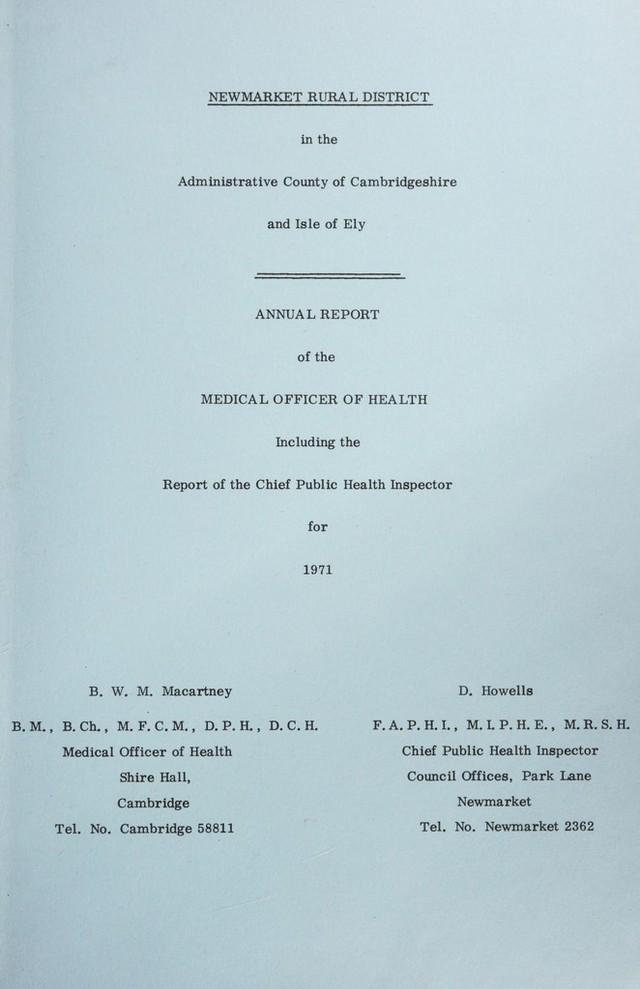 NEWMARKET RURAL DISTRICT
in the
Administrative County of Cambridgeshire
and Isle of Ely
ANNUAL REPORT
of the
MEDICAL OFFICER OF HEALTH
Including the
Report of the Chief Public Health Inspector
for
1971
B. W. M. Macartney
B.M., B.Ch., M.F.C.M., D.P.H., D.C.H.
Medical Officer of Health
Shire Hall,
Cambridge
Tel. No. Cambridge 58811
D. Howells
F.A.P.H.I., M.I.P.H.E., M.R.S.H.
Chief Public Health Inspector
Council Offices, Park Lane
Newmarket
Tel. No. Newmarket 2362